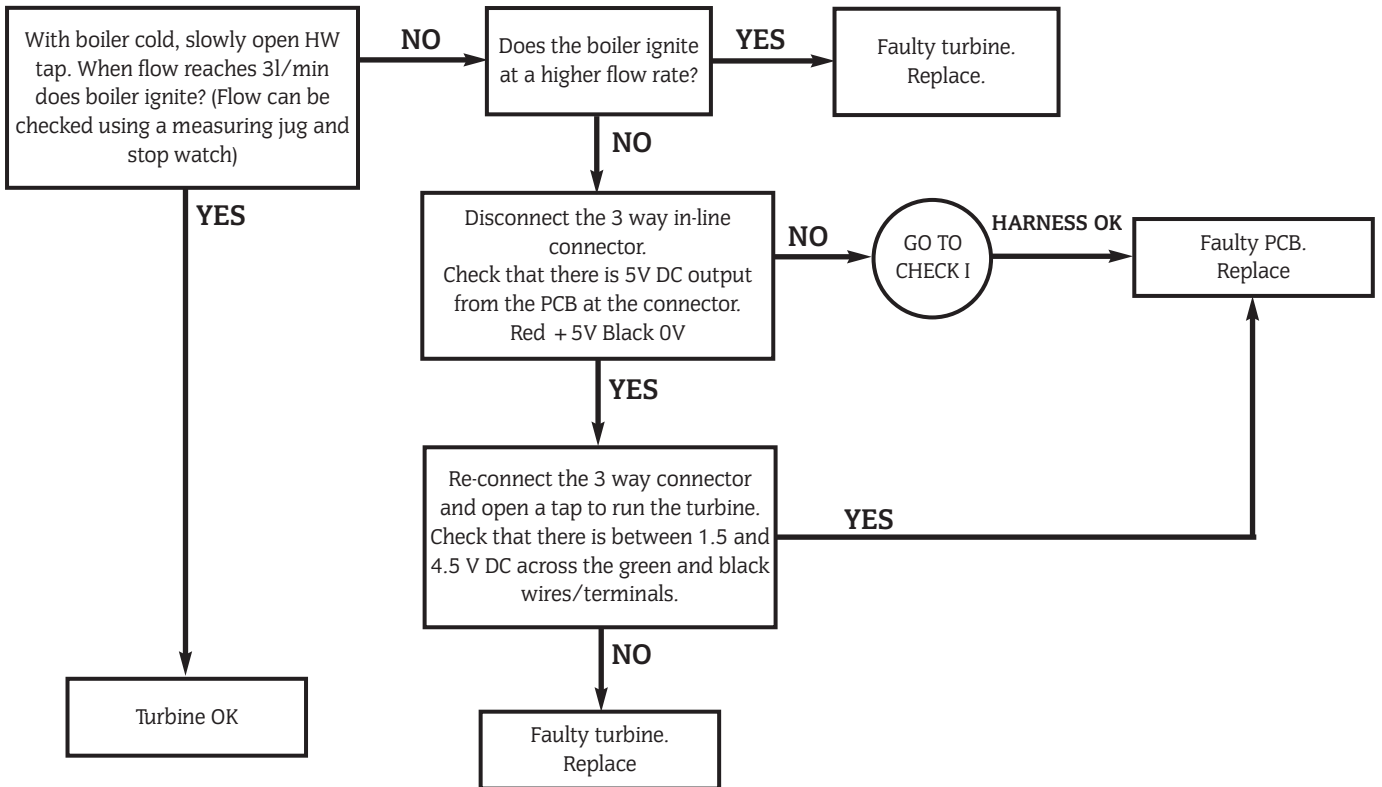 With boiler cold, slowly open HW
tap. When flow reaches 3l/min
does boiler ignite? (Flow can be
checked using a measuring jug and
stop watch)
NO
Does the boiler ignite
at a higher flow rate?
YES
Faulty turbine.
Replace.
NO
YES
Disconnect the 3 way in-line
connector.
Check that there is 5V DC output
from the PCB at the connector.
Red + 5V Black 0V
NO
GO TO
CHECK I
HARNESS OK
Faulty PCB.
Replace
YES
Re-connect the 3 way connector
and open a tap to run the turbine.
Check that there is between 1.5 and
4.5 V DC across the green and black
wires/terminals.
YES
NO
Turbine OK
Faulty turbine.
Replace